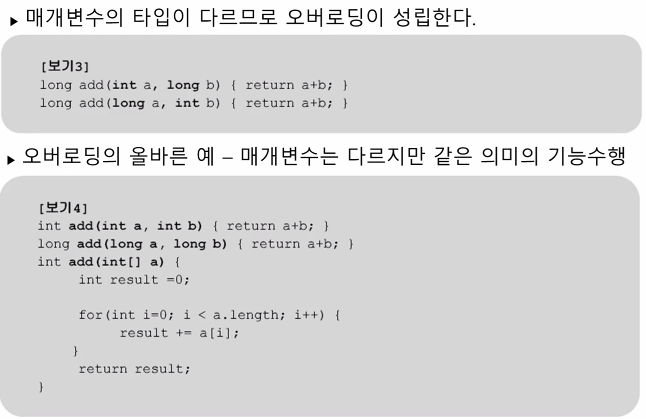 ▶ 매개변수의 타입이 다르므로 오버로딩이 성립한다.
[보기3]
long add(int a, long b) { return a+b; }
long add(long a, int b) { return a+b; }
▶ 오버로딩의 올바른 예 – 매개변수는 다르지만 같은 의미의 기능수행
[보기4]
int add(int a, int b) { return a+b; }
long add(long a, long b) { return a+b; }
int add(int[] a) {
int result =0;
for(int i=0; i < a.length; i++) {
result += a[i];
}
return result;
}